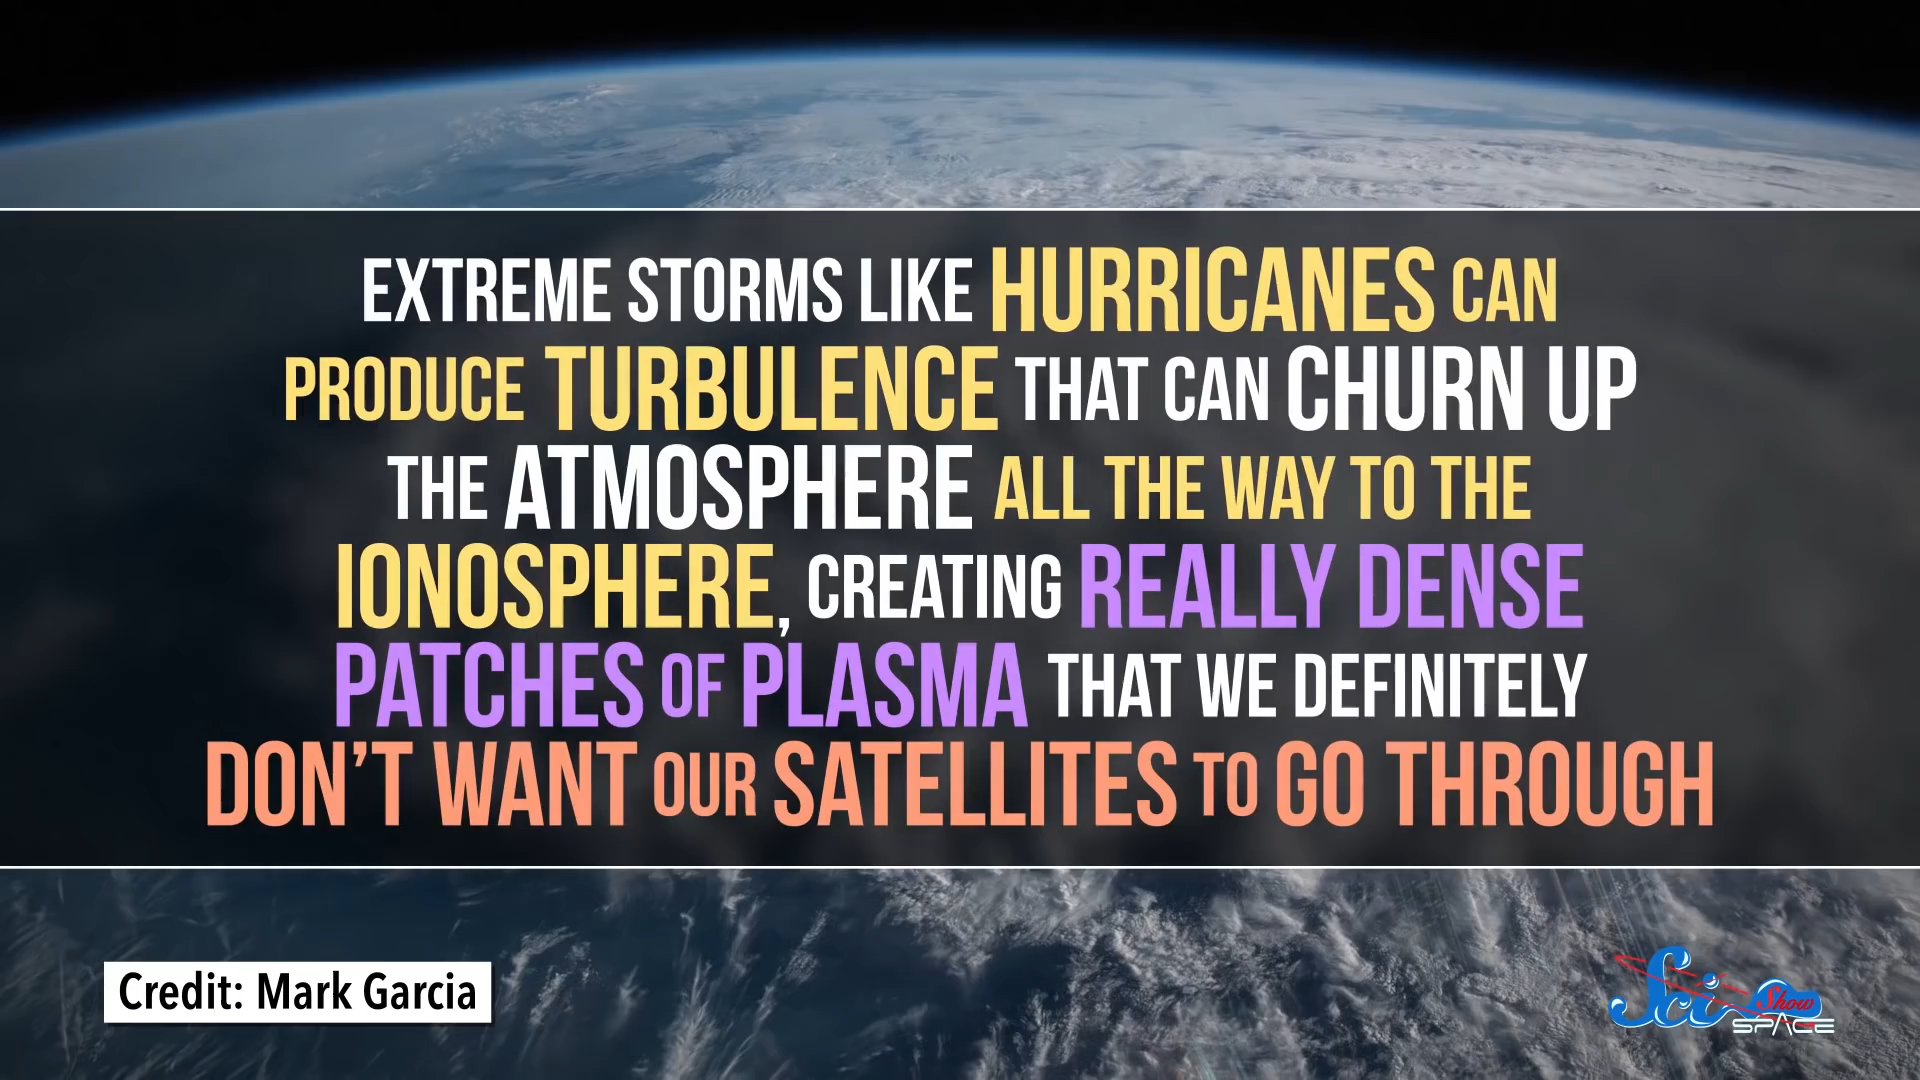 EXTREME STORMS LIKE HURRICANES CAN
PRODUCE TURBULENCE THAT CAN CHURN UP
THE ATMOSPHERE ALL THE WAY TO THE
IONOSPHERE, CREATING REALLY DENSE
PATCHES OF PLASMA THAT WE DEFINITELY
DON'T WANT OUR SATELLITES TO GO THROUGH
Credit: Mark Garcia
Sci Show
SPACE